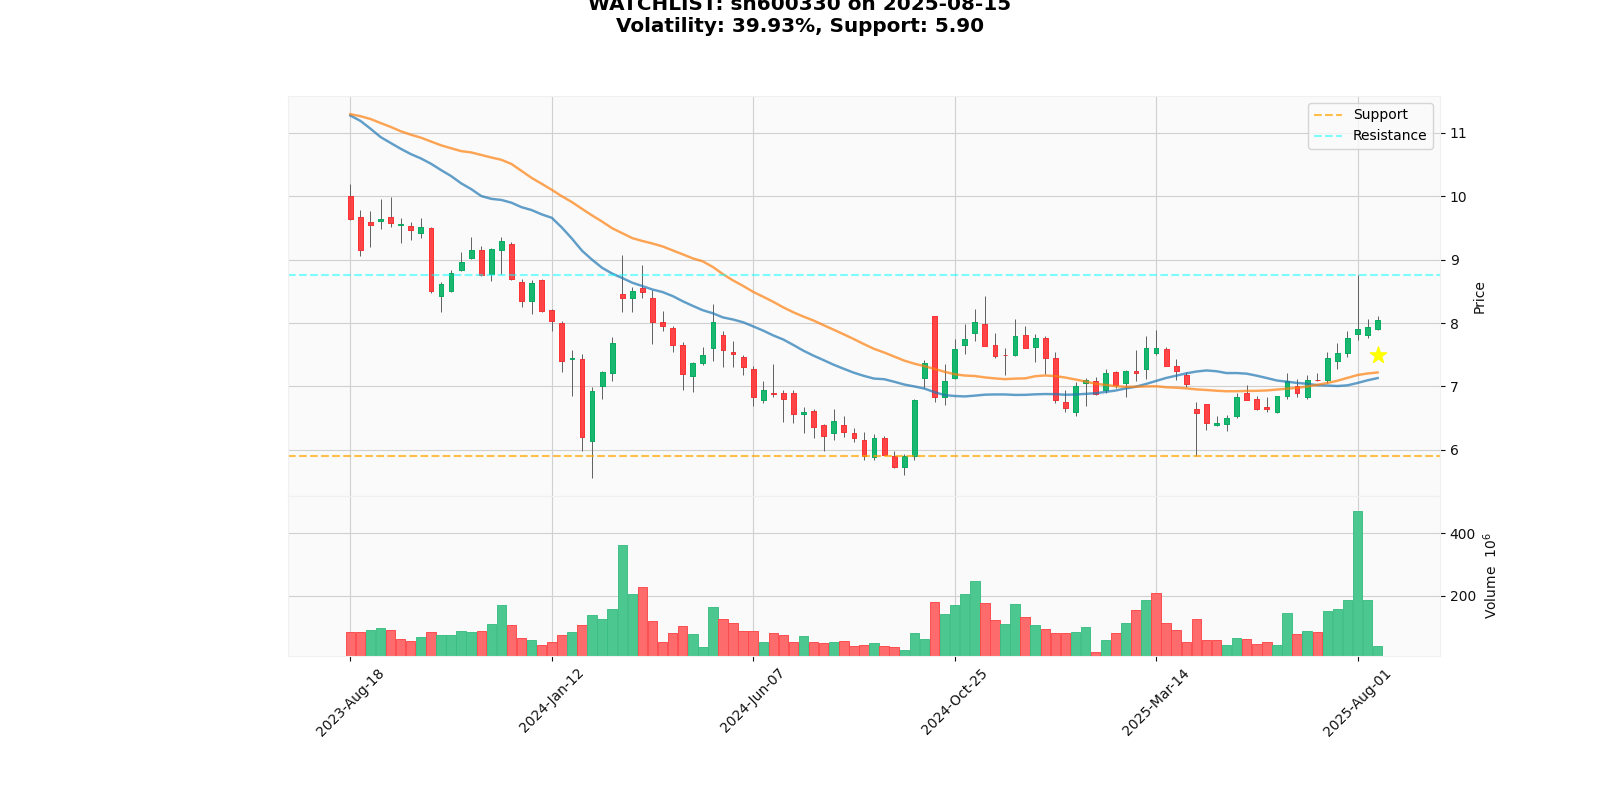 WATCHLIST: sh600330 on 2025-08-15
Volatility: 39.93%, Support: 5.90
Support
Resistance
11
10
9
8
7
6
Price
400
200
Volume 10⁶
2023-Aug-18
2024-Jan-12
2024-Jun-07
2024-Oct-25
2025-Mar-14
2025-Aug-01